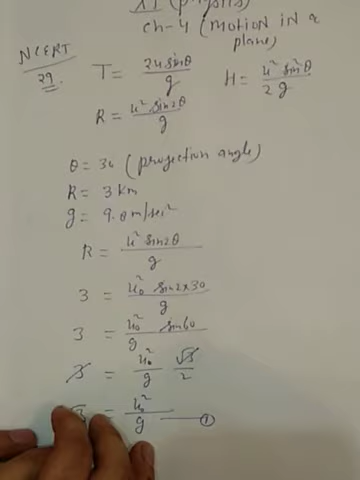 XI (physics)
ch-4 (MOTION IN a
plane)
NCERT
29.
T = 2u sinθ / g
H = u² sin²θ / 2g
R = u² sin2θ / g
θ = 30 (projection angle)
R = 3 km
g = 9.8 m/sec²
R = u² sin2θ / g
3 = u₀² sin2×30 / g
3 = u₀² / g sin60
3 = u₀² / g √3 / 2
= u₀² / g — ①